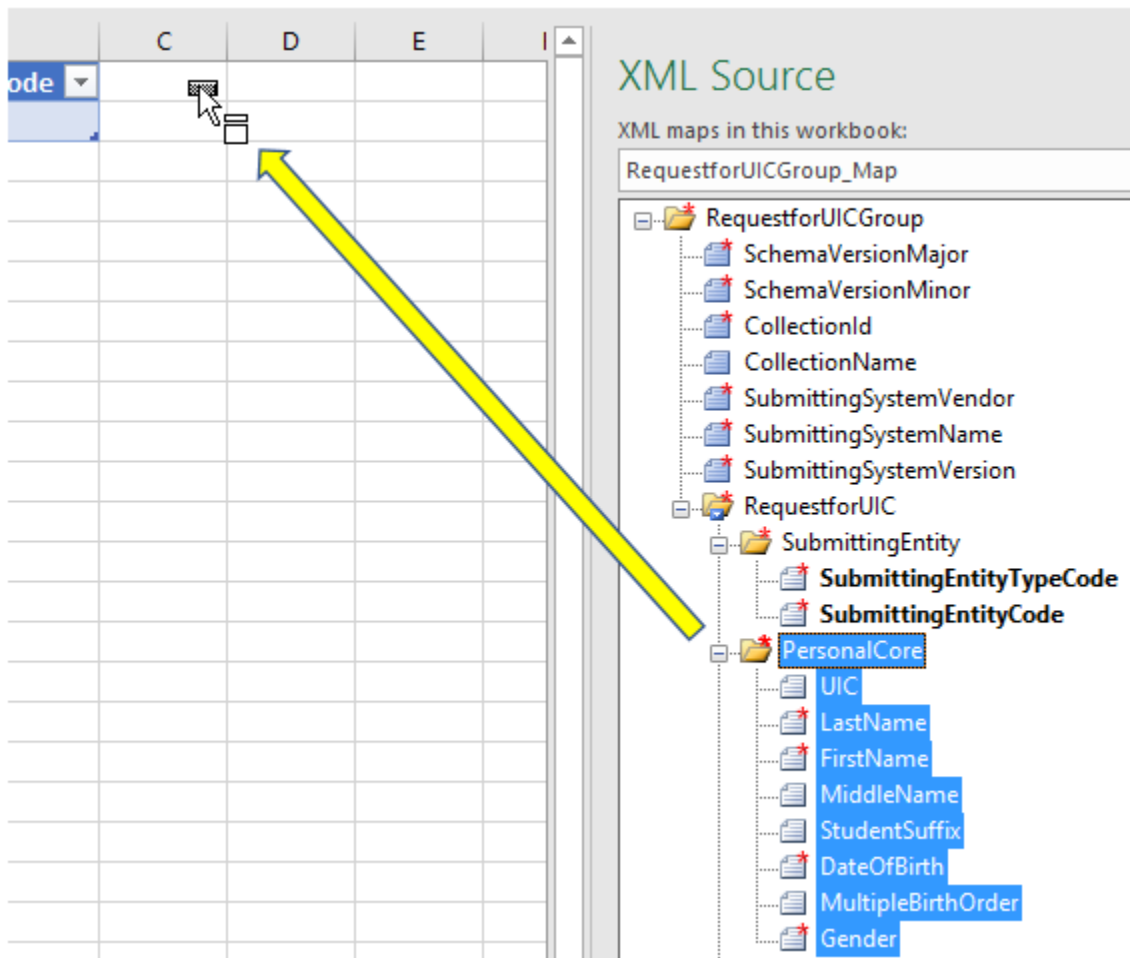 C D E
ode
XML Source
XML maps in this workbook:
RequestforUICGroup_Map
RequestforUICGroup
SchemaVersionMajor
SchemaVersionMinor
CollectionId
CollectionName
SubmittingSystemVendor
SubmittingSystemName
SubmittingSystemVersion
RequestforUIC
SubmittingEntity
SubmittingEntityTypeCode
SubmittingEntityCode
PersonalCore
UIC
LastName
FirstName
MiddleName
StudentSuffix
DateOfBirth
MultipleBirthOrder
Gender